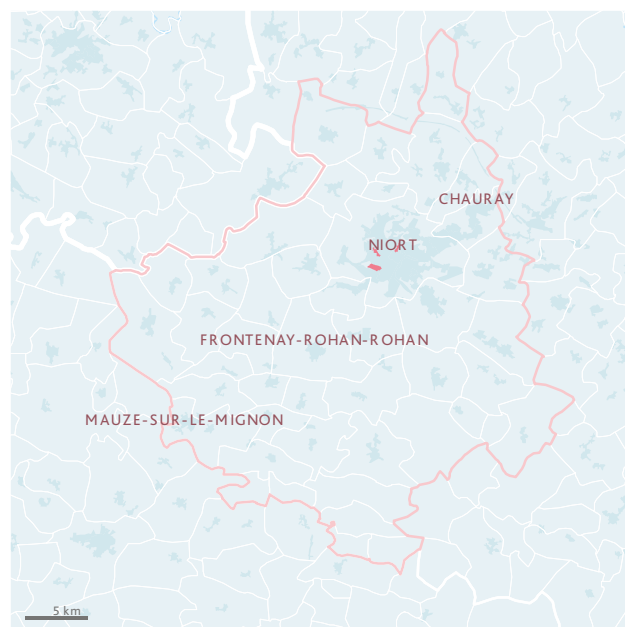 CHAURAY
NIORT
FRONTENAY-ROHAN-ROHAN
MAUZE-SUR-LE-MIGNON
5 km